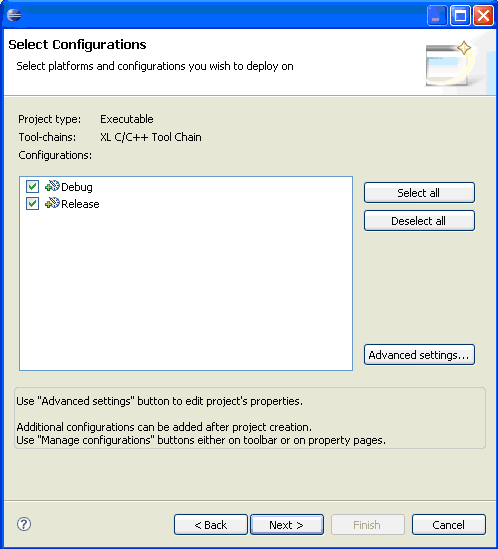 Select Configurations
Select platforms and configurations you wish to deploy on
Project type: Executable
Tool-chains: XL C/C++ Tool Chain
Configurations:
Debug
Release
Select all
Deselect all
Advanced settings...
Use "Advanced settings" button to edit project's properties.
Additional configurations can be added after project creation.
Use "Manage configurations" buttons either on toolbar or on property pages.
?
< Back Next > Finish Cancel